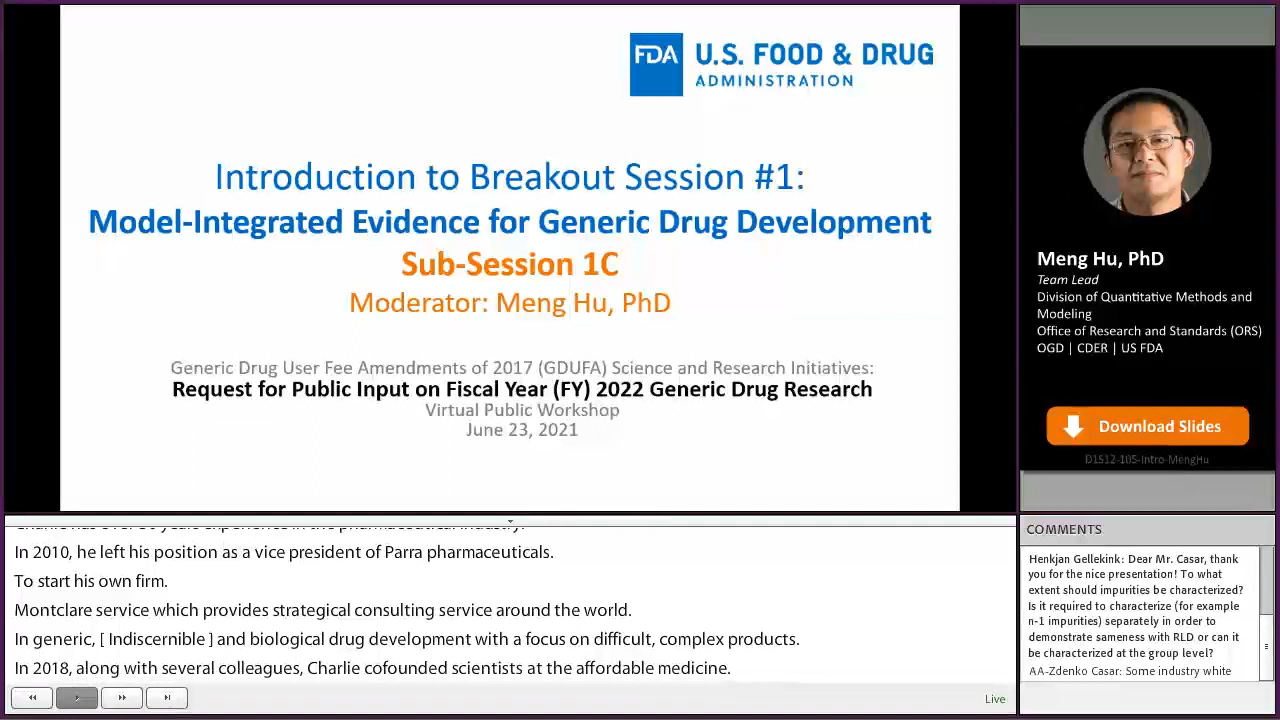 FDA U.S. FOOD & DRUG
ADMINISTRATION
Introduction to Breakout Session #1:
Model-Integrated Evidence for Generic Drug Development
Sub-Session 1C
Moderator: Meng Hu, PhD
Generic Drug User Fee Amendments of 2017 (GDUFA) Science and Research Initiatives:
Request for Public Input on Fiscal Year (FY) 2022 Generic Drug Research
Virtual Public Workshop
June 23, 2021
Meng Hu, PhD
Team Lead
Division of Quantitative Methods and
Modeling
Office of Research and Standards (ORS)
OGD | CDER | US FDA
Download Slides
D1S12-105-Intro-MengHu
years experience in the pharmaceutical industry.
In 2010, he left his position as a vice president of Parra pharmaceuticals.
To start his own firm.
Montclare service which provides strategical consulting service around the world.
In generic, [ Indiscernible ] and biological drug development with a focus on difficult, complex products.
In 2018, along with several colleagues, Charlie cofounded scientists at the affordable medicine.
Live
COMMENTS
Henkjan Gellekink: Dear Mr. Casar, thank
you for the nice presentation! To what
extent should impurities be characterized?
Is it required to characterize (for example
n-1 impurities) separately in order to
demonstrate sameness with RLD or can it
be characterized at the group level?
AA-Zdenko Casar: Some industry white